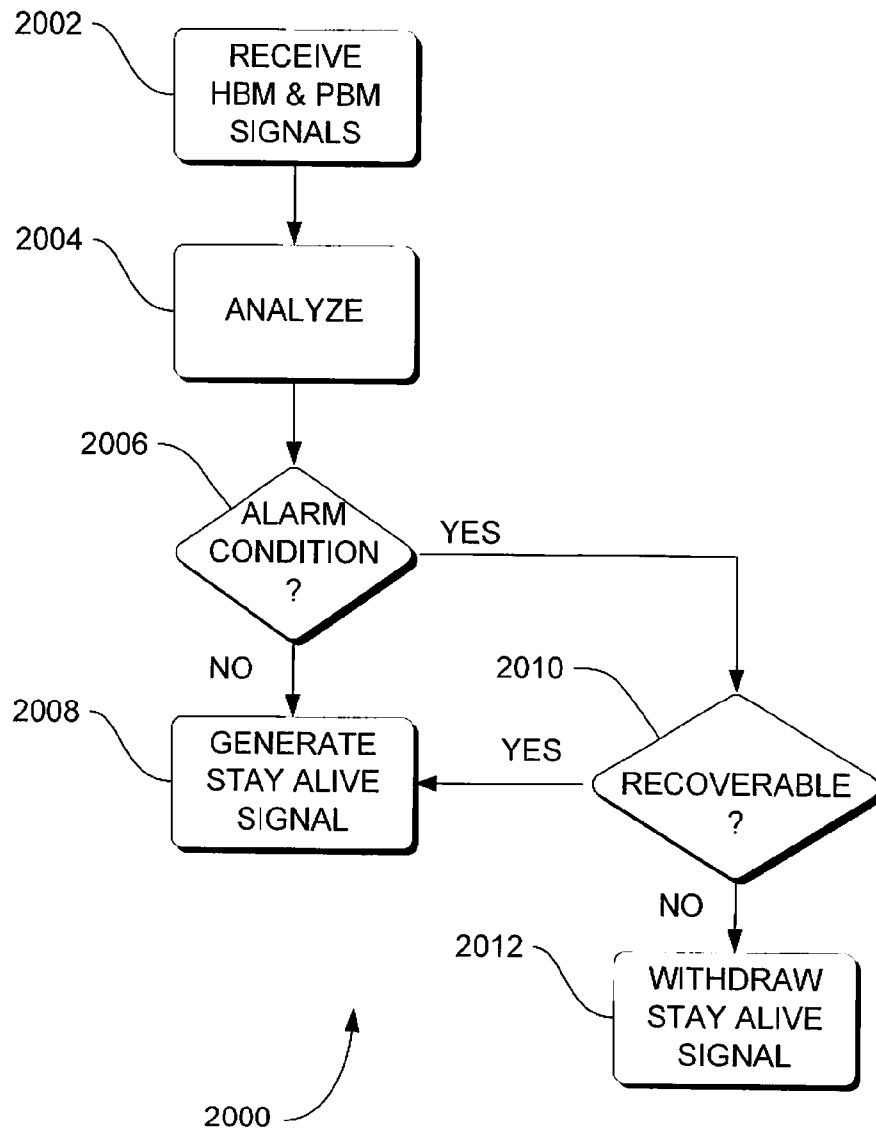 2002
RECEIVE
HBM & PBM
SIGNALS
2004
ANALYZE
2006
ALARM
CONDITION
?
YES
NO
2010
2008
GENERATE
STAY ALIVE
SIGNAL
YES
RECOVERABLE
?
NO
2012
WITHDRAW
STAY ALIVE
SIGNAL
2000